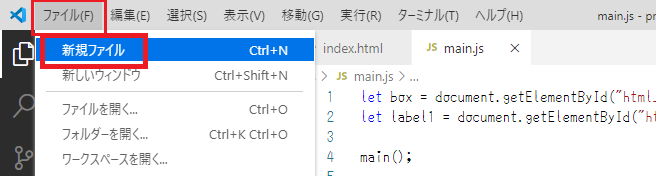 ファイル(F) 編集(E) 選択(S) 表示(V) 移動(G) 実行(R) ターミナル(T) ヘルプ(H) main.js - pr
新規ファイル Ctrl+N
新しいウィンドウ Ctrl+Shift+N
ファイルを開く... Ctrl+O
フォルダーを開く... Ctrl+K Ctrl+O
ワークスペースを開く...
index.html JS main.js ×
JS main.js > ...
1 let box = document.getElementById("html_
2 let label1 = document.getElementById("ht
3
4 main();
5